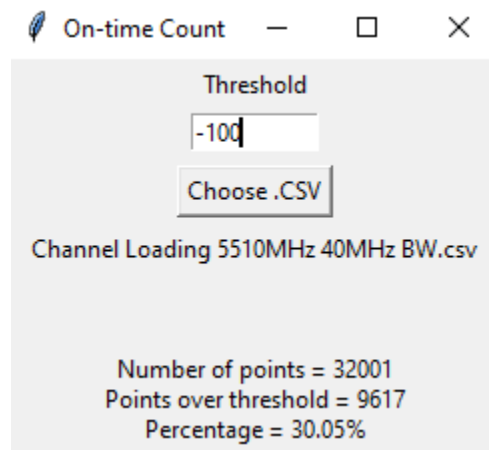 On-time Count
Threshold
-100
Choose .CSV
Channel Loading 5510MHz 40MHz BW.csv
Number of points = 32001
Points over threshold = 9617
Percentage = 30.05%